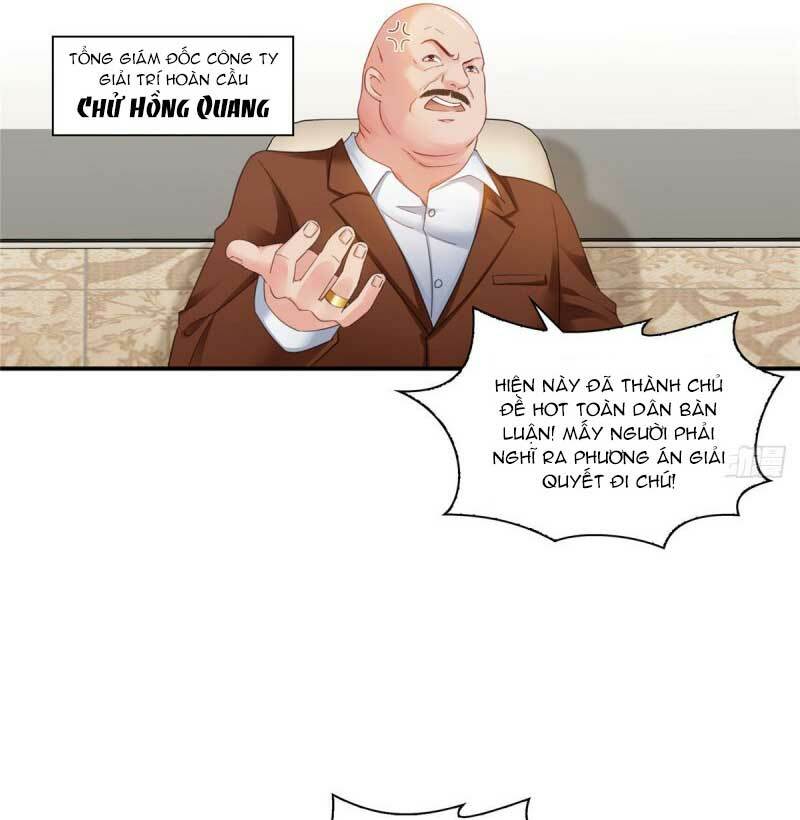 TỔNG GIÁM ĐỐC CÔNG TY
GIẢI TRÍ HOÀN CẦU
CHỬ HỒNG QUANG
HIỆN NÀY ĐÃ THÀNH CHỦ
ĐỀ HOT TOÀN DÂN BÀN
LUẬN! MẤY NGƯỜI PHẢI
NGHĨ RA PHƯƠNG ÁN GIẢI
QUYẾT ĐI CHỨ!